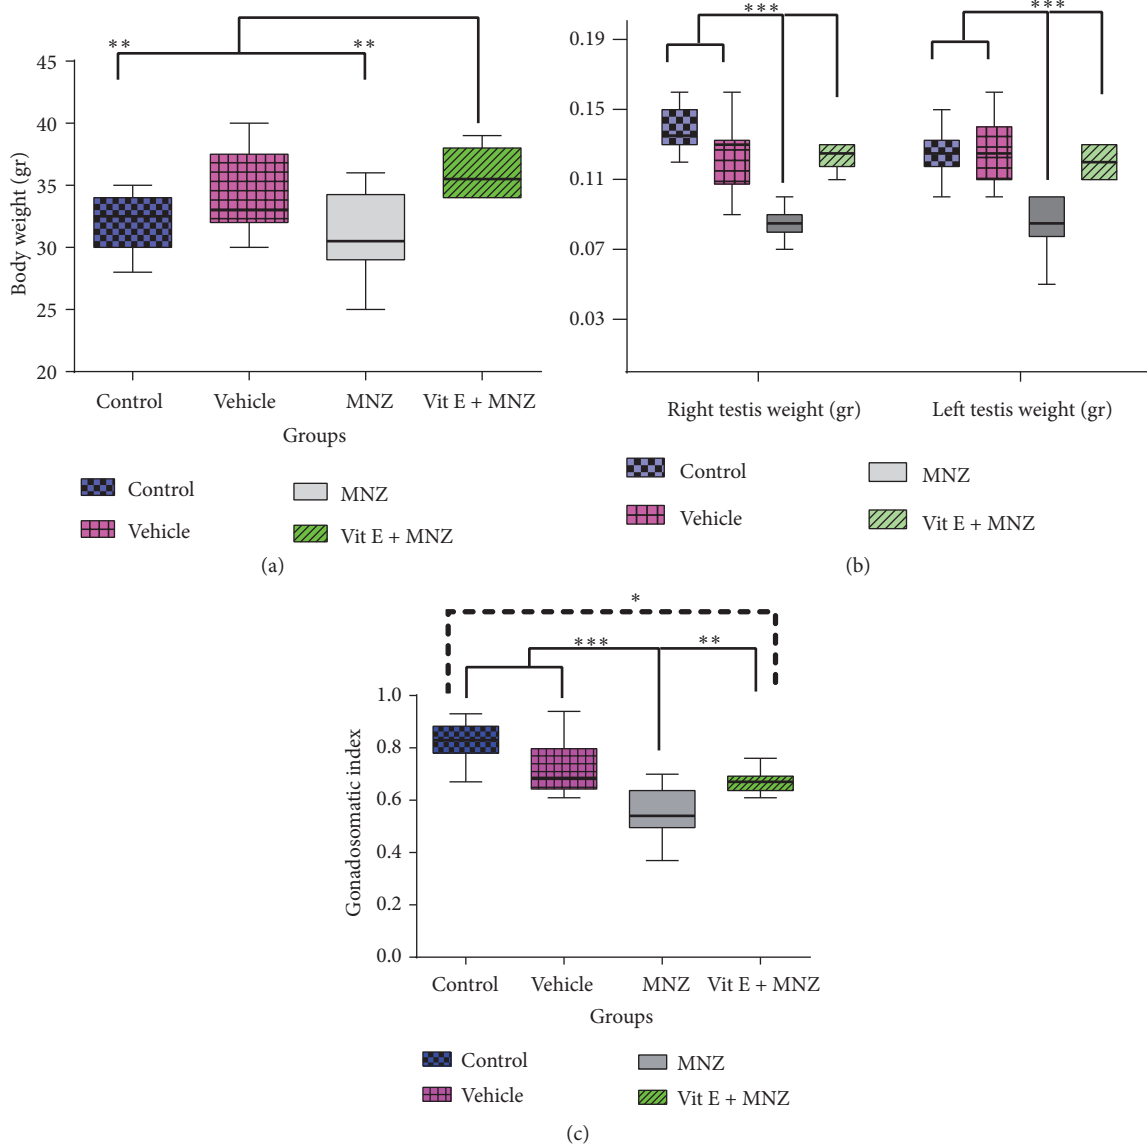 ** **
45
40
35
30
25
20
Body weight (gr)
Control Vehicle MNZ Vit E + MNZ
Groups
Control MNZ
Vehicle Vit E + MNZ
(a)
*** ***
0.19
0.15
0.11
0.07
0.03
Right testis weight (gr) Left testis weight (gr)
Control MNZ
Vehicle Vit E + MNZ
(b)
*
*** **
1.0
0.8
0.6
0.4
0.2
0.0
Gonadosomatic index
Control Vehicle MNZ Vit E + MNZ
Groups
Control MNZ
Vehicle Vit E + MNZ
(c)